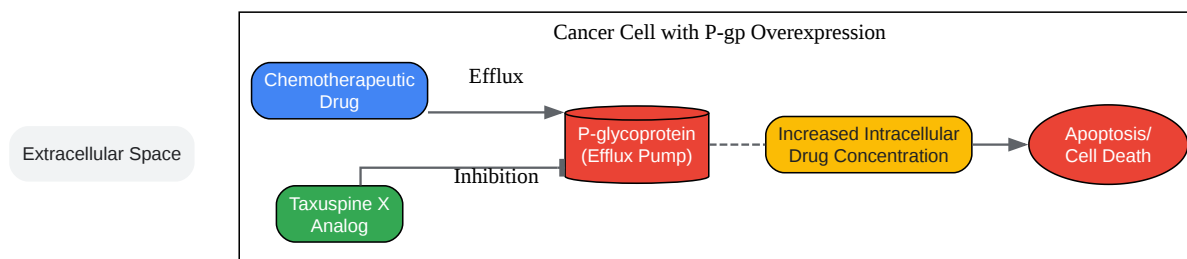 Cancer Cell with P-gp Overexpression
Chemotherapeutic
Drug
Efflux
Extracellular Space
P-glycoprotein
(Efflux Pump)
Increased Intracellular
Drug Concentration
Apoptosis/
Cell Death
Inhibition
Taxuspine X
Analog